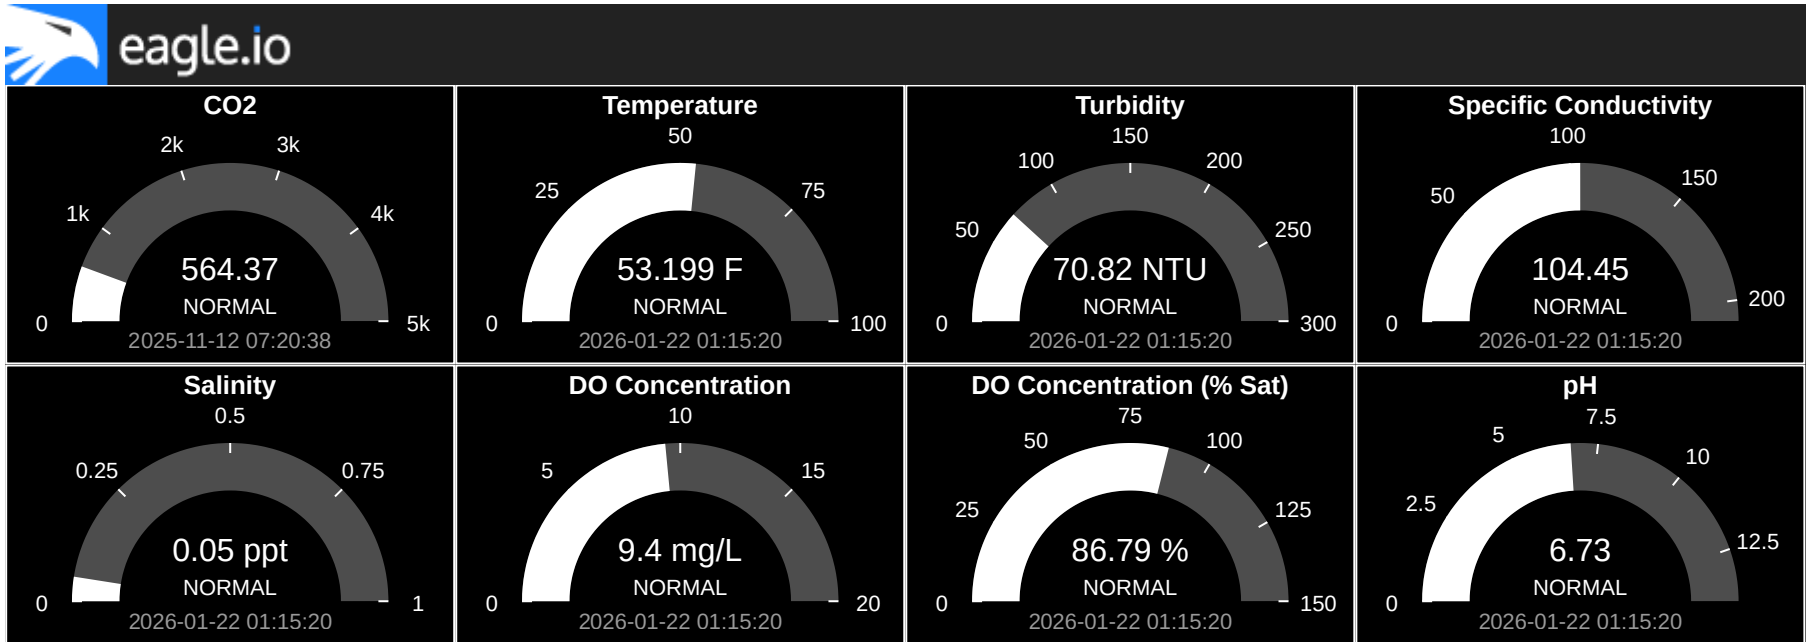 eagle.io
CO2
2k
3k
1k
4k
564.37
NORMAL
0
5k
2025-11-12 07:20:38
Temperature
50
25
75
53.199 F
NORMAL
0
100
2026-01-22 01:15:20
Turbidity
150
100
200
50
250
70.82 NTU
NORMAL
0
300
2026-01-22 01:15:20
Specific Conductivity
100
50
150
104.45
NORMAL
200
0
2026-01-22 01:15:20
Salinity
0.5
0.25
0.75
0.05 ppt
NORMAL
0
1
2026-01-22 01:15:20
DO Concentration
10
5
15
9.4 mg/L
NORMAL
0
20
2026-01-22 01:15:20
DO Concentration (% Sat)
75
50
100
25
125
86.79 %
NORMAL
0
150
2026-01-22 01:15:20
pH
7.5
5
10
2.5
12.5
6.73
NORMAL
0
2026-01-22 01:15:20